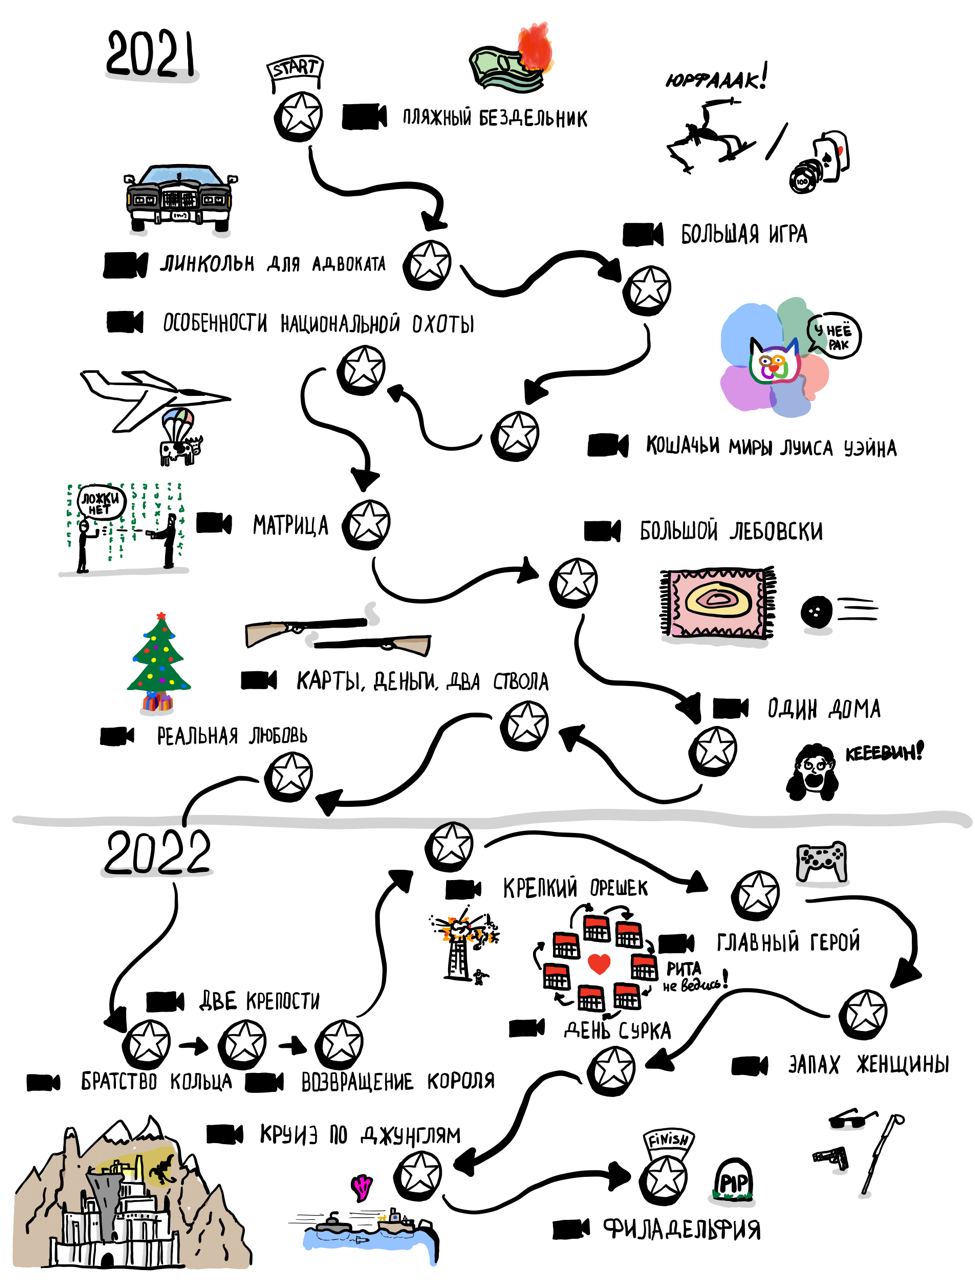 2021
START
ПЛЯЖНЫЙ БЕЗДЕЛЬНИК
ЮРФАААК!
100
ЛИНКОЛЬН ДЛЯ АДВОКАТА
БОЛЬШАЯ ИГРА
ОСОБЕННОСТИ НАЦИОНАЛЬНОЙ ОХОТЫ
У НЕЁ
РАК
КОШАЧЬИ МИРЫ ЛУИСА УЭЙНА
ЛОЖКИ
НЕТ
МАТРИЦА
БОЛЬШОЙ ЛЕБОВСКИ
КАРТЫ, ДЕНЬГИ, ДВА СТВОЛА
ОДИН ДОМА
КЕЕЕВИН!
РЕАЛЬНАЯ ЛЮБОВЬ
2022
КРЕПКИЙ ОРЕШЕК
ГЛАВНЫЙ ГЕРОЙ
РИТА
не ведись!
ДЕНЬ СУРКА
ДВЕ КРЕПОСТИ
БРАТСТВО КОЛЬЦА
ВОЗВРАЩЕНИЕ КОРОЛЯ
ЗАПАХ ЖЕНЩИНЫ
КРУИЗ ПО ДЖУНГЛЯМ
FINISH
PIP
ФИЛАДЕЛЬФИЯ